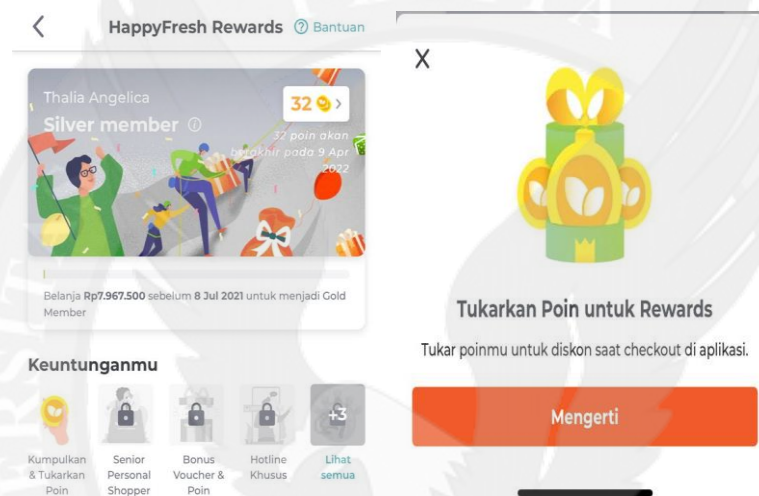 HappyFresh Rewards
Bantuan
Thalia Angelica
Silver member
32
32 poin akan
berakhir pada 9 Apr
2022
Belanja Rp7.967.500 sebelum 8 Jul 2021 untuk menjadi Gold
Member
Keuntunganmu
Kumpulkan
& Tukarkan
Poin
Senior
Personal
Shopper
Bonus
Voucher &
Poin
Hotline
Khusus
+3
Lihat
semua
X
Tukarkan Poin untuk Rewards
Tukar poinmu untuk diskon saat checkout di aplikasi.
Mengerti